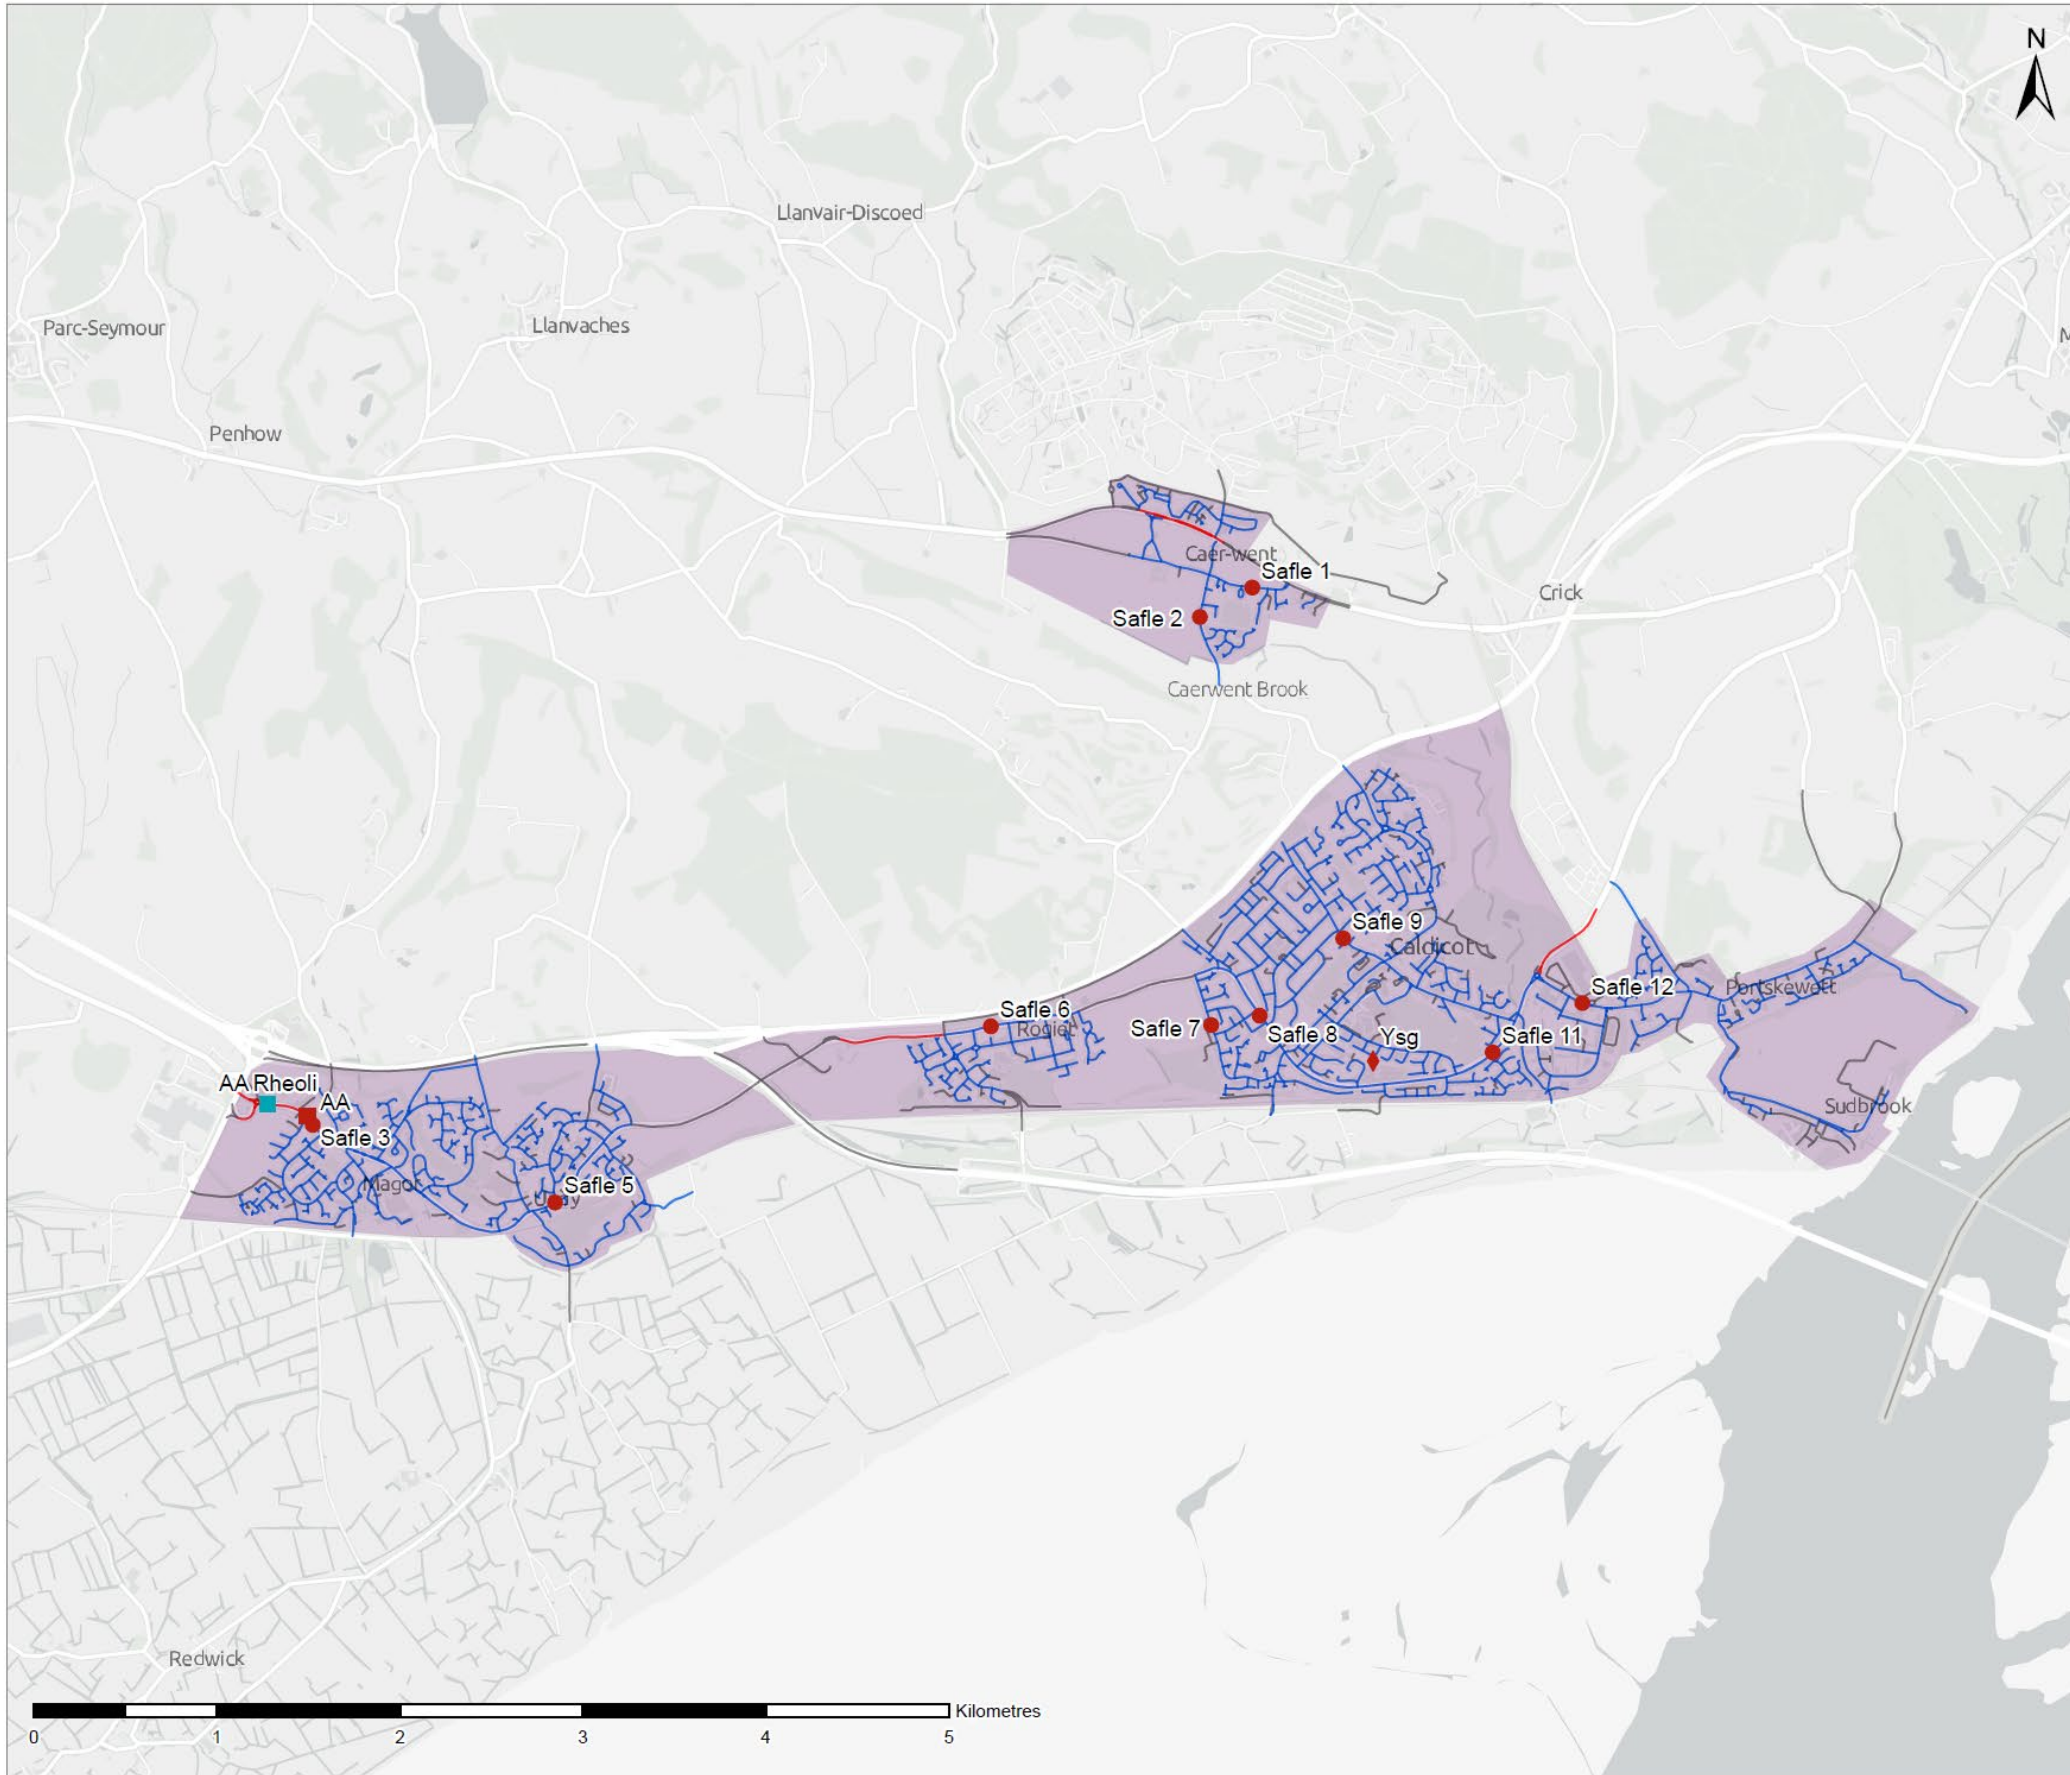 N
Llanvair-Discoed
Parc-Seymour
Llanvaches
Penhow
Caer-went
Safle 1
Crick
Safle 2
Caerwent Brook
Safle 9
Caldicot
Safle 12
Portskewett
Safle 6
Rogiet
Safle 7
Safle 8
Ysg
Safle 11
AA Rheoli
AA
Safle 3
Sudbrook
Magor
Safle 5
Redwick
Kilometres
0 1 2 3 4 5